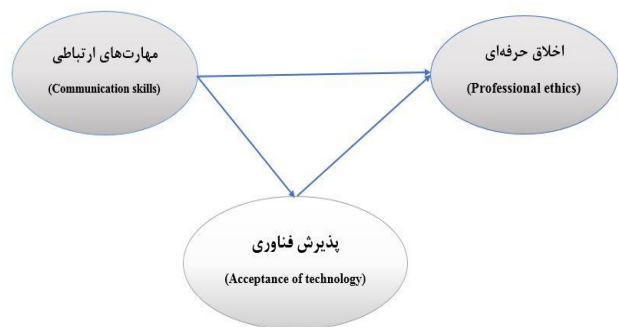 مهارت‌های ارتباطی
(Communication skills)
اخلاق حرفه‌ای
(Professional ethics)
پذیرش فناوری
(Acceptance of technology)